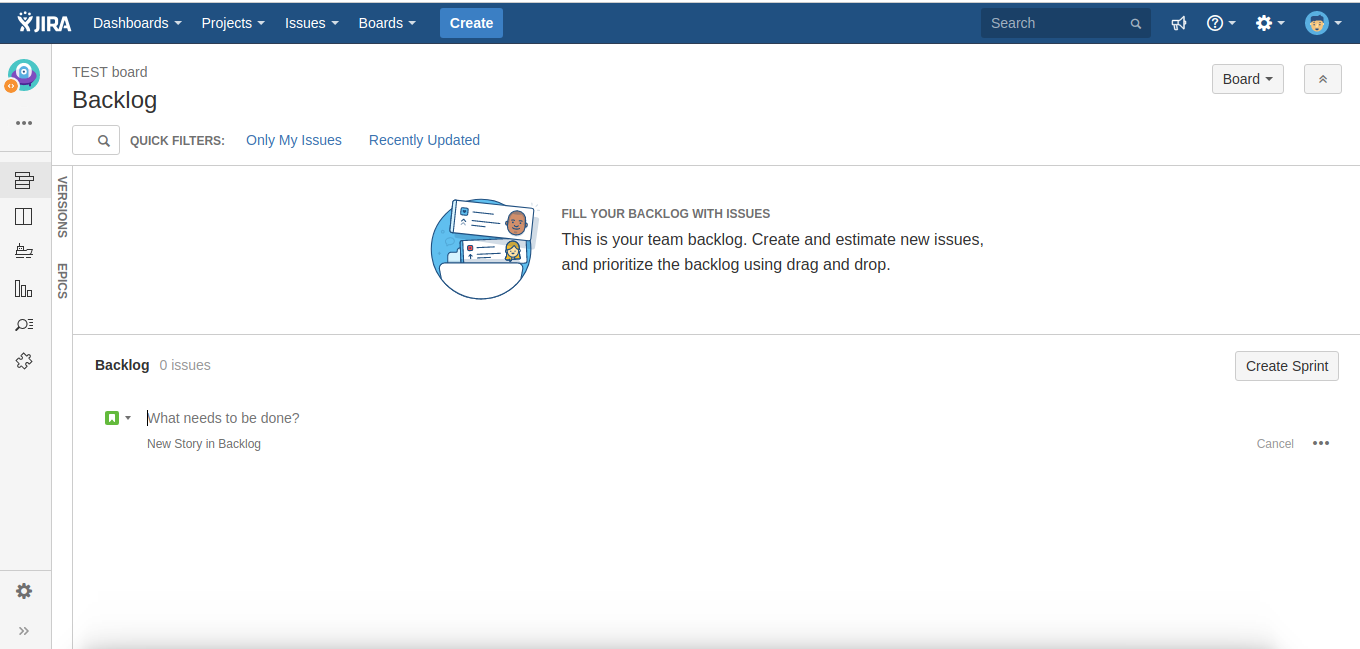 JIRA Dashboards Projects Issues Boards Create Search
TEST board
Backlog
Board
QUICK FILTERS: Only My Issues Recently Updated
VERSIONS
EPICS
FILL YOUR BACKLOG WITH ISSUES
This is your team backlog. Create and estimate new issues,
and prioritize the backlog using drag and drop.
Backlog 0 issues
Create Sprint
What needs to be done?
New Story in Backlog
Cancel